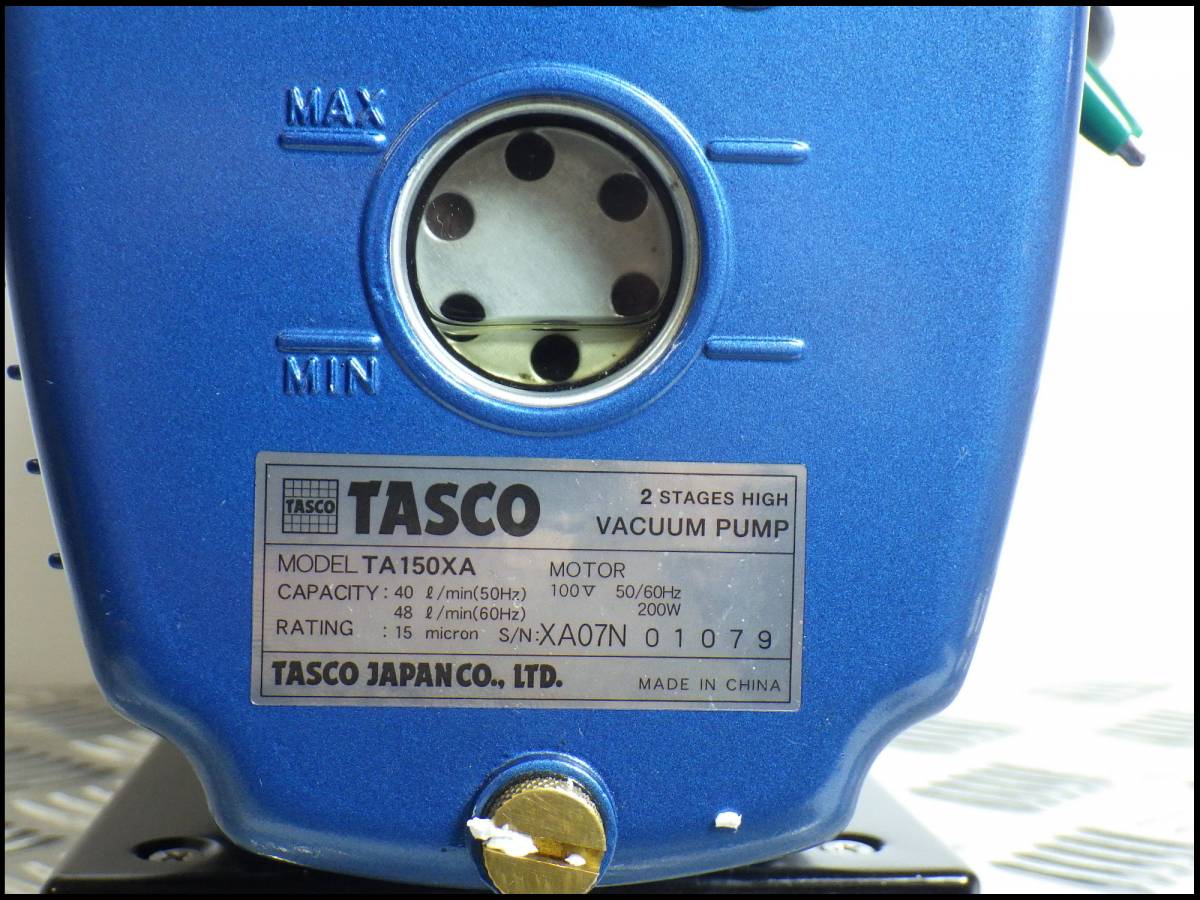 MAX
MIN
TASCO TASCO 2 STAGES HIGH
VACUUM PUMP
MODEL TA150XA MOTOR
CAPACITY : 40 ℓ/min(50Hz) 100V 50/60Hz
48 ℓ/min(60Hz) 200W
RATING : 15 micron S/N:XA07N 01079
TASCO JAPAN CO., LTD. MADE IN CHINA